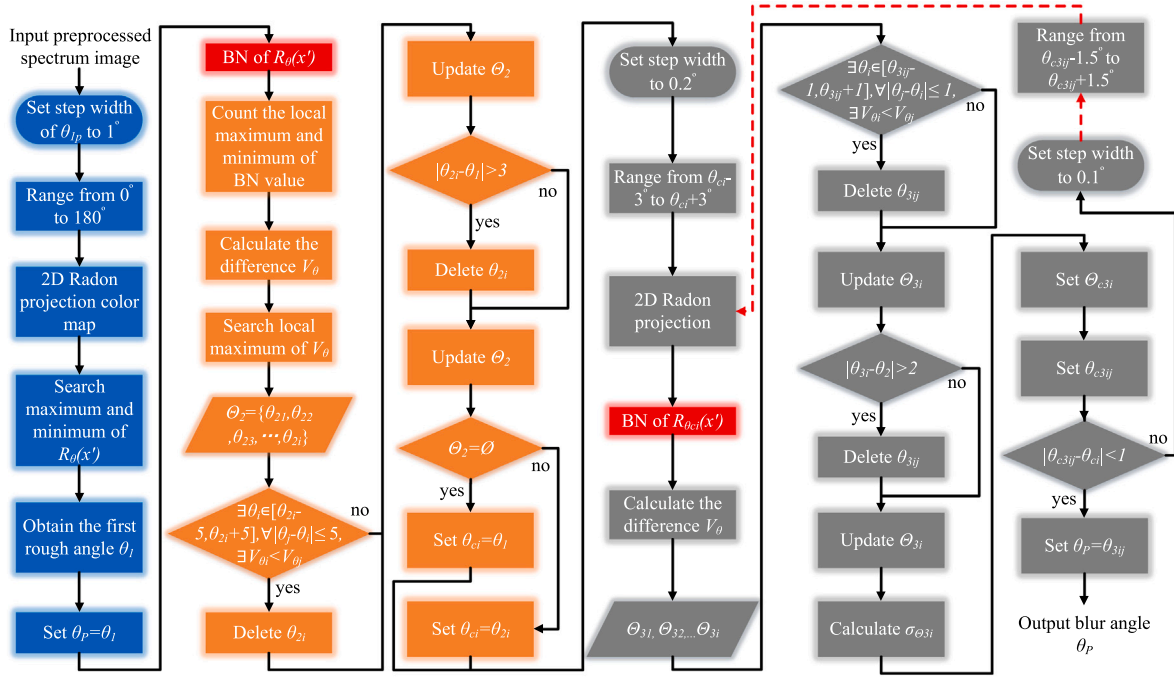 Input preprocessed
spectrum image
Set step width
of θ1p to 1°
Range from 0°
to 180°
2D Radon
projection color
map
Search
maximum and
minimum of
Rθ(x')
Obtain the first
rough angle θ1
Set θP=θ1
BN of Rθ(x')
Count the local
maximum and
minimum of
BN value
Calculate the
difference Vθ
Search local
maximum of Vθ
Θ2={θ21,θ22
,θ23, ···,θ2i}
∃θi∈[θ2i-
5,θ2i+5],∀|θj-θi|≤ 5,
∃Vθi<Vθj
no
yes
Delete θ2i
Update Θ2
|θ2i-θ1|>3
no
yes
Delete θ2i
Update Θ2
Θ2=Ø
no
yes
Set θci=θ1
Set θci=θ2i
Set step width
to 0.2°
Range from θci-
3° to θci+3°
2D Radon
projection
BN of Rθci(x')
Calculate the
difference Vθ
Θ31, Θ32,... Θ3i
∃θi∈[θ3ij-
1,θ3ij+1],∀|θj-θi|≤ 1,
∃Vθi<Vθj
no
yes
Delete θ3ij
Update Θ3i
|θ3i-θ2|>2
no
yes
Delete θ3ij
Update Θ3i
Calculate σΘ3i
Range from
θc3ij-1.5° to
θc3ij+1.5°
Set step width
to 0.1°
Set Θc3i
Set θc3ij
|θc3ij-θci|<1
no
yes
Set θP=θ3ij
Output blur angle
θP